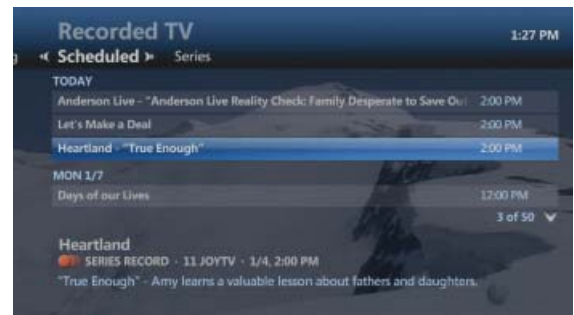 Recorded TV 1:27 PM
g Scheduled Series
TODAY
Anderson Live - "Anderson Live Reality Check: Family Desperate to Save Ou 2:00 PM
Let's Make a Deal 2:00 PM
Heartland - "True Enough" 2:00 PM
MON 1/7
Days of our Lives 12:00 PM
3 of 50
Heartland
SERIES RECORD · 11 JOYTV · 1/4, 2:00 PM
"True Enough" - Amy learns a valuable lesson about fathers and daughters.